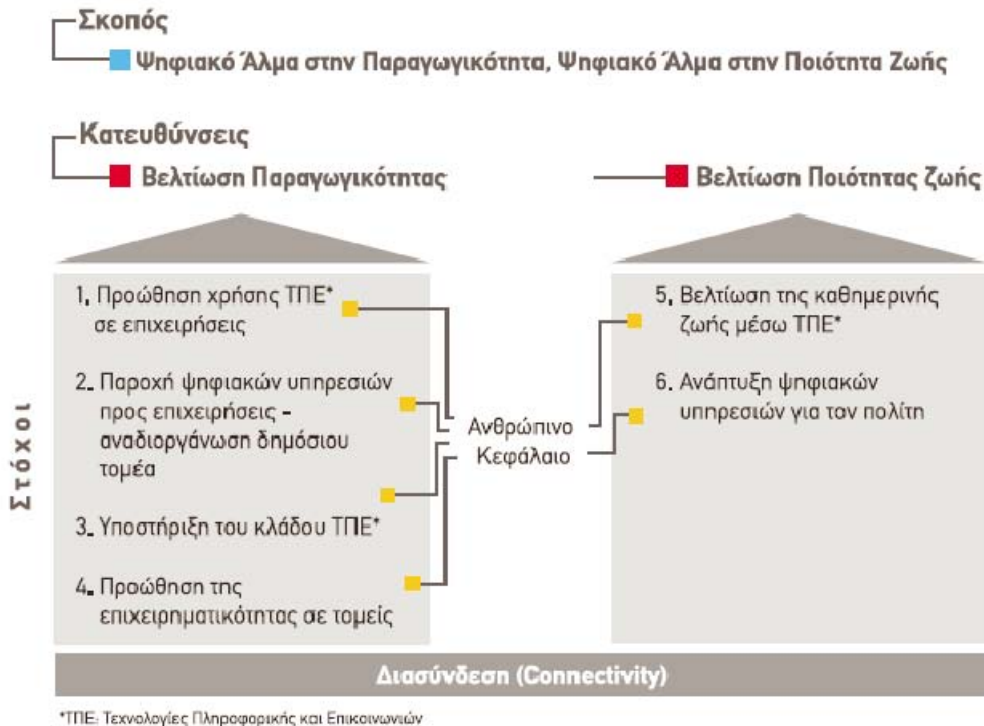 Σκοπός
Ψηφιακό Άλμα στην Παραγωγικότητα, Ψηφιακό Άλμα στην Ποιότητα Ζωής
Κατευθύνσεις
Βελτίωση Παραγωγικότητας
Βελτίωση Ποιότητας ζωής
Στόχοι
1. Προώθηση χρήσης ΤΠΕ*
σε επιχειρήσεις
2. Παροχή ψηφιακών υπηρεσιών
προς επιχειρήσεις –
αναδιοργάνωση δημόσιου
τομέα
3. Υποστήριξη του κλάδου ΤΠΕ*
4. Προώθηση της
επιχειρηματικότητας σε τομείς
Ανθρώπινο
Κεφάλαιο
5. Βελτίωση της καθημερινής
ζωής μέσω ΤΠΕ*
6. Ανάπτυξη ψηφιακών
υπηρεσιών για τον πολίτη
Διασύνδεση (Connectivity)
*ΤΠΕ: Τεχνολογίες Πληροφορικής και Επικοινωνιών